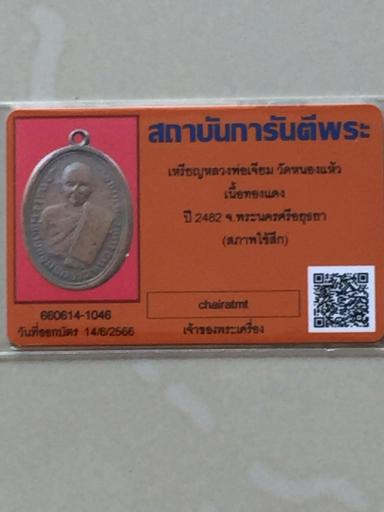 สถาบันการันตีพระ
เหรียญหลวงพ่อเจียม วัดหนองแห้ว
เนื้อทองแดง
ปี 2482 จ.พระนครศรีอยุธยา
(สภาพใช้สึก)
chairatmt
เจ้าของพระเครื่อง
660614-1046
วันที่ออกบัตร 14/6/2566